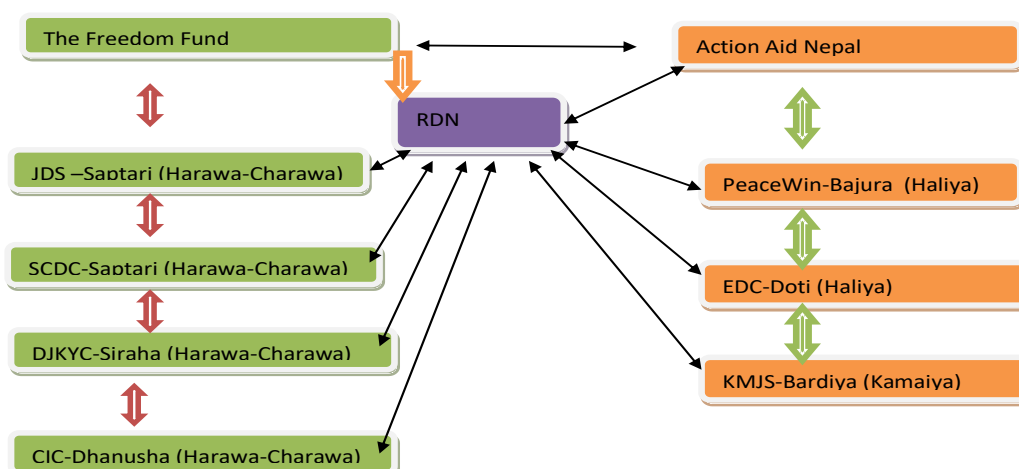 The Freedom Fund
Action Aid Nepal
RDN
JDS –Saptari (Harawa-Charawa)
PeaceWin-Bajura (Haliya)
SCDC-Saptari (Harawa-Charawa)
EDC-Doti (Haliya)
DJKYC-Siraha (Harawa-Charawa)
KMJS-Bardiya (Kamaiya)
CIC-Dhanusha (Harawa-Charawa)